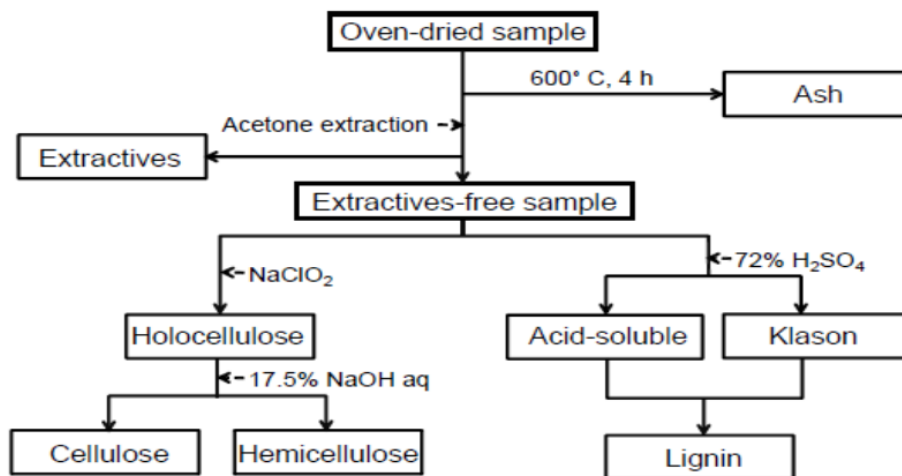 Oven-dried sample
600° C, 4 h
Ash
Acetone extraction
Extractives
Extractives-free sample
NaClO₂
72% H₂SO₄
Holocellulose
Acid-soluble
Klason
17.5% NaOH aq
Cellulose
Hemicellulose
Lignin